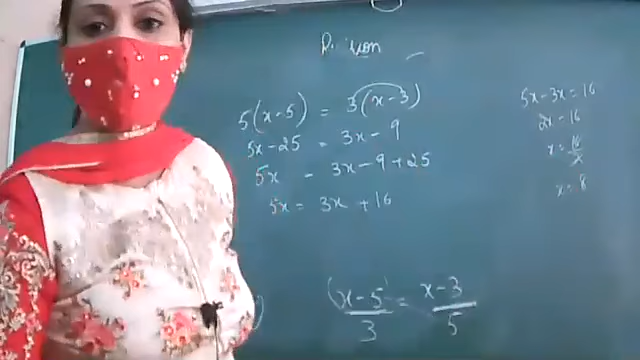 5(x-5) = 3(x-3)
5x-25 = 3x-9
5x = 3x-9+25
5x = 3x+16
5x-3x=16
2x=16
x=16/2
x=8
(x-5)/3 = x-3/5